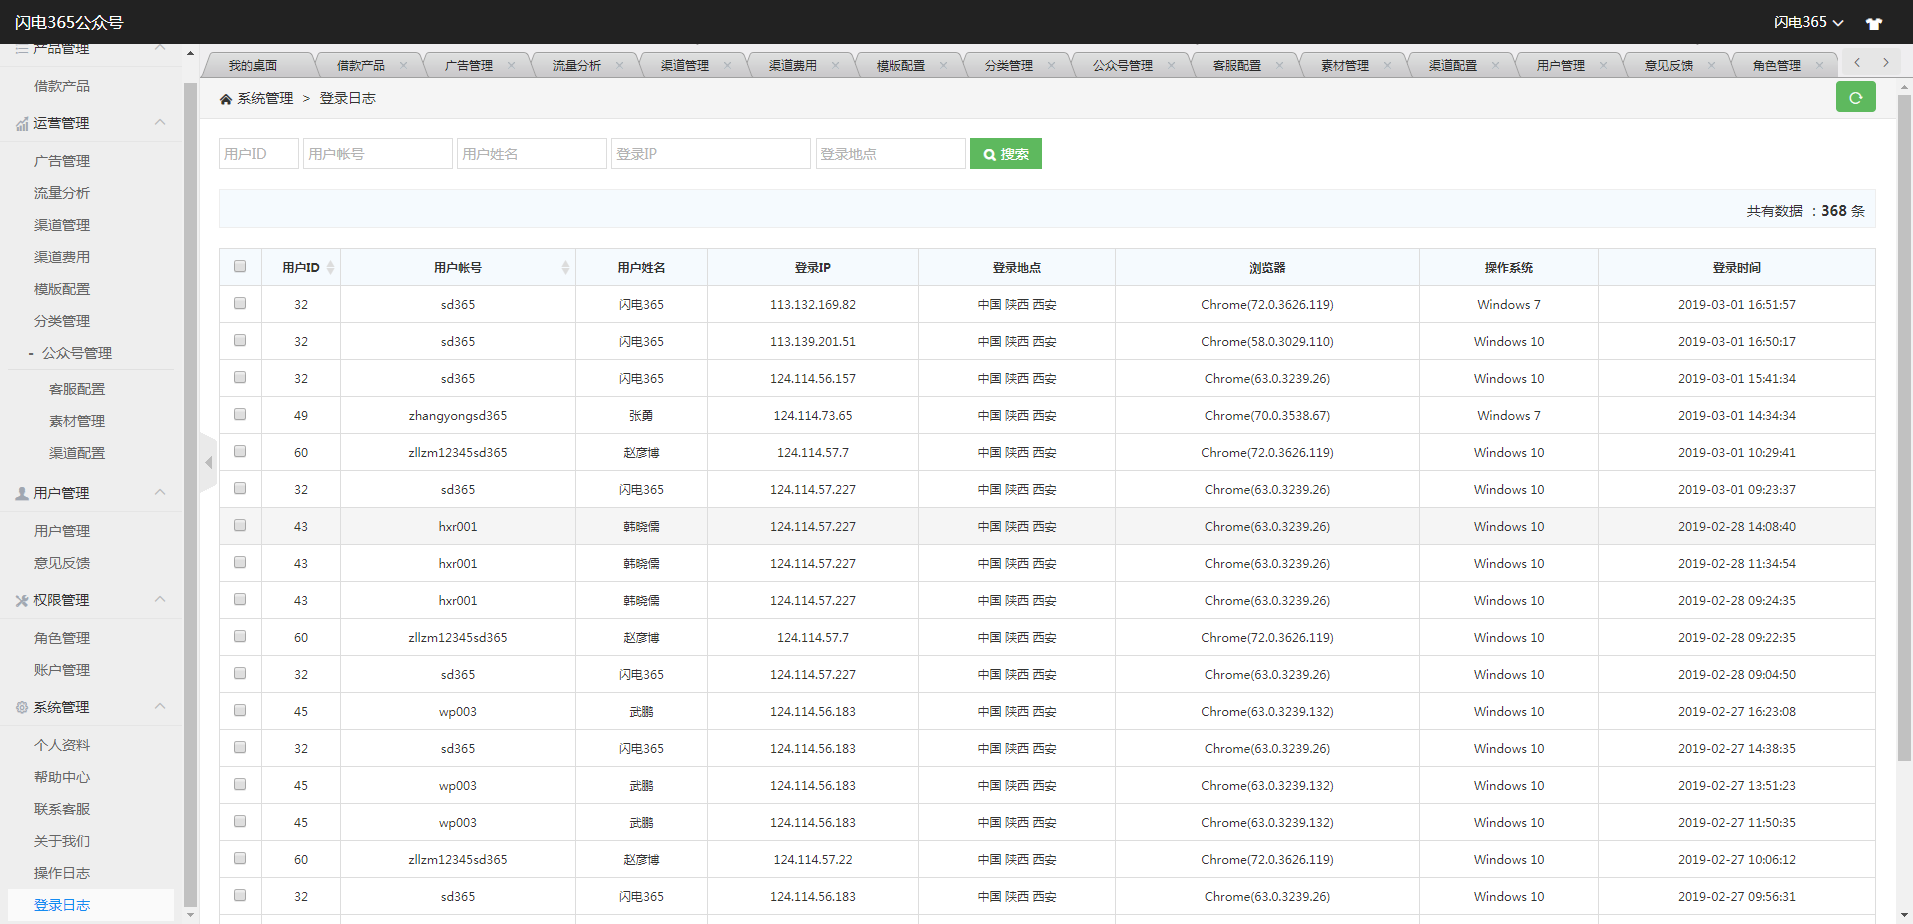 闪电365公众号
闪电365
产品管理
借款产品
运营管理
广告管理
流量分析
渠道管理
渠道费用
模版配置
分类管理
- 公众号管理
客服配置
素材管理
渠道配置
用户管理
用户管理
意见反馈
权限管理
角色管理
账户管理
系统管理
个人资料
帮助中心
联系客服
关于我们
操作日志
登录日志
我的桌面 借款产品 广告管理 流量分析 渠道管理 渠道费用 模版配置 分类管理 公众号管理 客服配置 素材管理 渠道配置 用户管理 意见反馈 角色管理
系统管理 > 登录日志
用户ID 用户帐号 用户姓名 登录IP 登录地点 搜索
共有数据 ：368 条
用户ID 用户帐号 用户姓名 登录IP 登录地点 浏览器 操作系统 登录时间
32 sd365 闪电365 113.132.169.82 中国 陕西 西安 Chrome(72.0.3626.119) Windows 7 2019-03-01 16:51:57
32 sd365 闪电365 113.139.201.51 中国 陕西 西安 Chrome(58.0.3029.110) Windows 10 2019-03-01 16:50:17
32 sd365 闪电365 124.114.56.157 中国 陕西 西安 Chrome(63.0.3239.26) Windows 10 2019-03-01 15:41:34
49 zhangyongsd365 张勇 124.114.73.65 中国 陕西 西安 Chrome(70.0.3538.67) Windows 7 2019-03-01 14:34:34
60 zllzm12345sd365 赵彦博 124.114.57.7 中国 陕西 西安 Chrome(72.0.3626.119) Windows 10 2019-03-01 10:29:41
32 sd365 闪电365 124.114.57.227 中国 陕西 西安 Chrome(63.0.3239.26) Windows 10 2019-03-01 09:23:37
43 hxr001 韩晓儒 124.114.57.227 中国 陕西 西安 Chrome(63.0.3239.26) Windows 10 2019-02-28 14:08:40
43 hxr001 韩晓儒 124.114.57.227 中国 陕西 西安 Chrome(63.0.3239.26) Windows 10 2019-02-28 11:34:54
43 hxr001 韩晓儒 124.114.57.227 中国 陕西 西安 Chrome(63.0.3239.26) Windows 10 2019-02-28 09:24:35
60 zllzm12345sd365 赵彦博 124.114.57.7 中国 陕西 西安 Chrome(72.0.3626.119) Windows 10 2019-02-28 09:22:35
32 sd365 闪电365 124.114.57.227 中国 陕西 西安 Chrome(63.0.3239.26) Windows 10 2019-02-28 09:04:50
45 wp003 武鹏 124.114.56.183 中国 陕西 西安 Chrome(63.0.3239.132) Windows 10 2019-02-27 16:23:08
32 sd365 闪电365 124.114.56.183 中国 陕西 西安 Chrome(63.0.3239.26) Windows 10 2019-02-27 14:38:35
45 wp003 武鹏 124.114.56.183 中国 陕西 西安 Chrome(63.0.3239.132) Windows 10 2019-02-27 13:51:23
45 wp003 武鹏 124.114.56.183 中国 陕西 西安 Chrome(63.0.3239.132) Windows 10 2019-02-27 11:50:35
60 zllzm12345sd365 赵彦博 124.114.57.22 中国 陕西 西安 Chrome(72.0.3626.119) Windows 10 2019-02-27 10:06:12
32 sd365 闪电365 124.114.56.183 中国 陕西 西安 Chrome(63.0.3239.26) Windows 10 2019-02-27 09:56:31